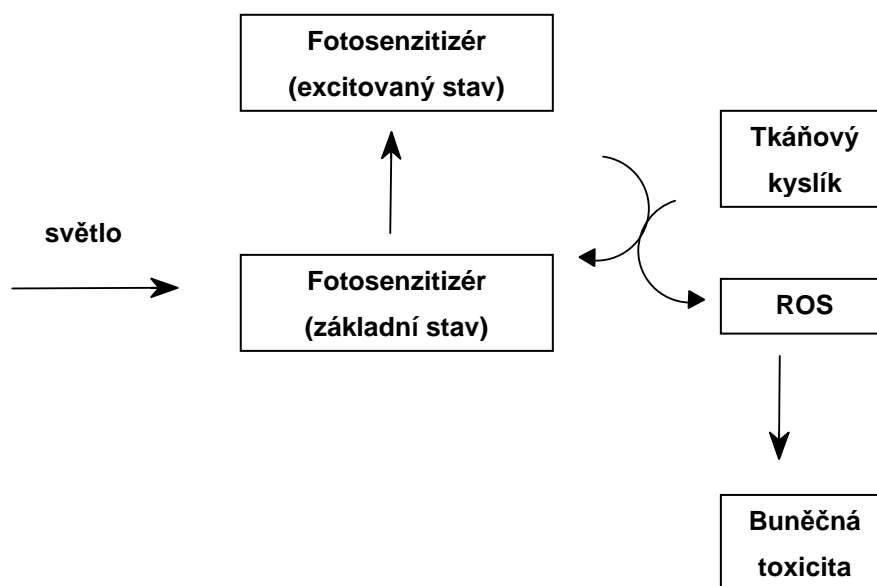 Fotosenzitizér
(excitovaný stav)
Tkáňový
kyslík
světlo
Fotosenzitizér
(základní stav)
ROS
Buněčná
toxicita